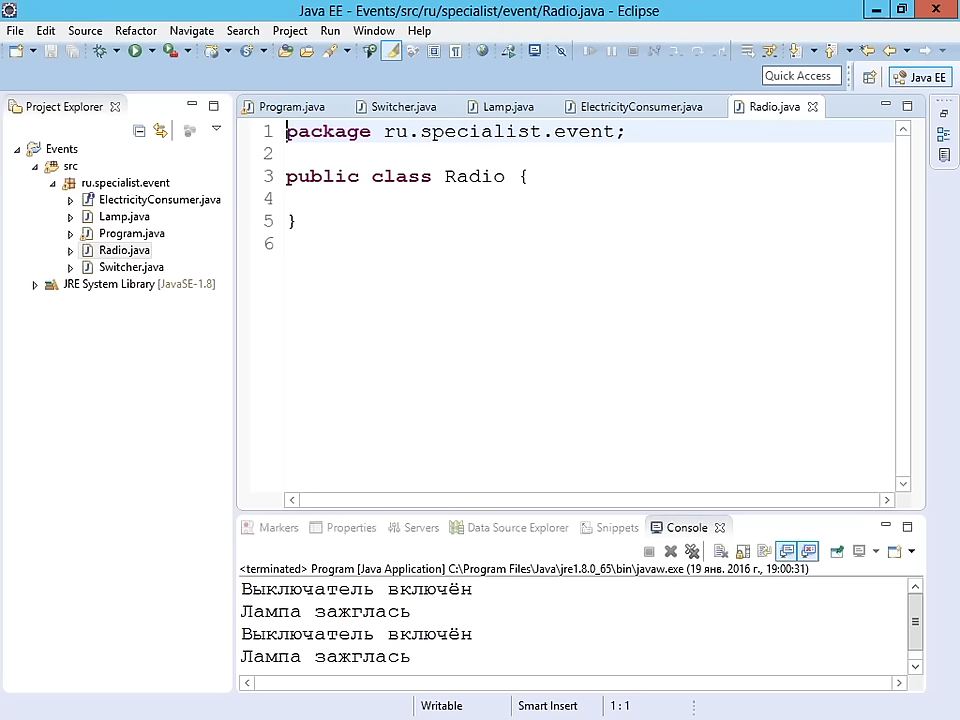 Java EE - Events/src/ru/specialist/event/Radio.java - Eclipse
File Edit Source Refactor Navigate Search Project Run Window Help
Quick Access
Java EE
Project Explorer
Events
src
ru.specialist.event
ElectricityConsumer.java
Lamp.java
Program.java
Radio.java
Switcher.java
JRE System Library [JavaSE-1.8]
Program.java Switcher.java Lamp.java ElectricityConsumer.java Radio.java
1 package ru.specialist.event;
2
3 public class Radio {
4
5 }
6
Markers Properties Servers Data Source Explorer Snippets Console
<terminated> Program [Java Application] C:\Program Files\Java\jre1.8.0_65\bin\javaw.exe (19 янв. 2016 г., 19:00:31)
Выключатель включён
Лампа зажглась
Выключатель включён
Лампа зажглась
Writable Smart Insert 1 : 1